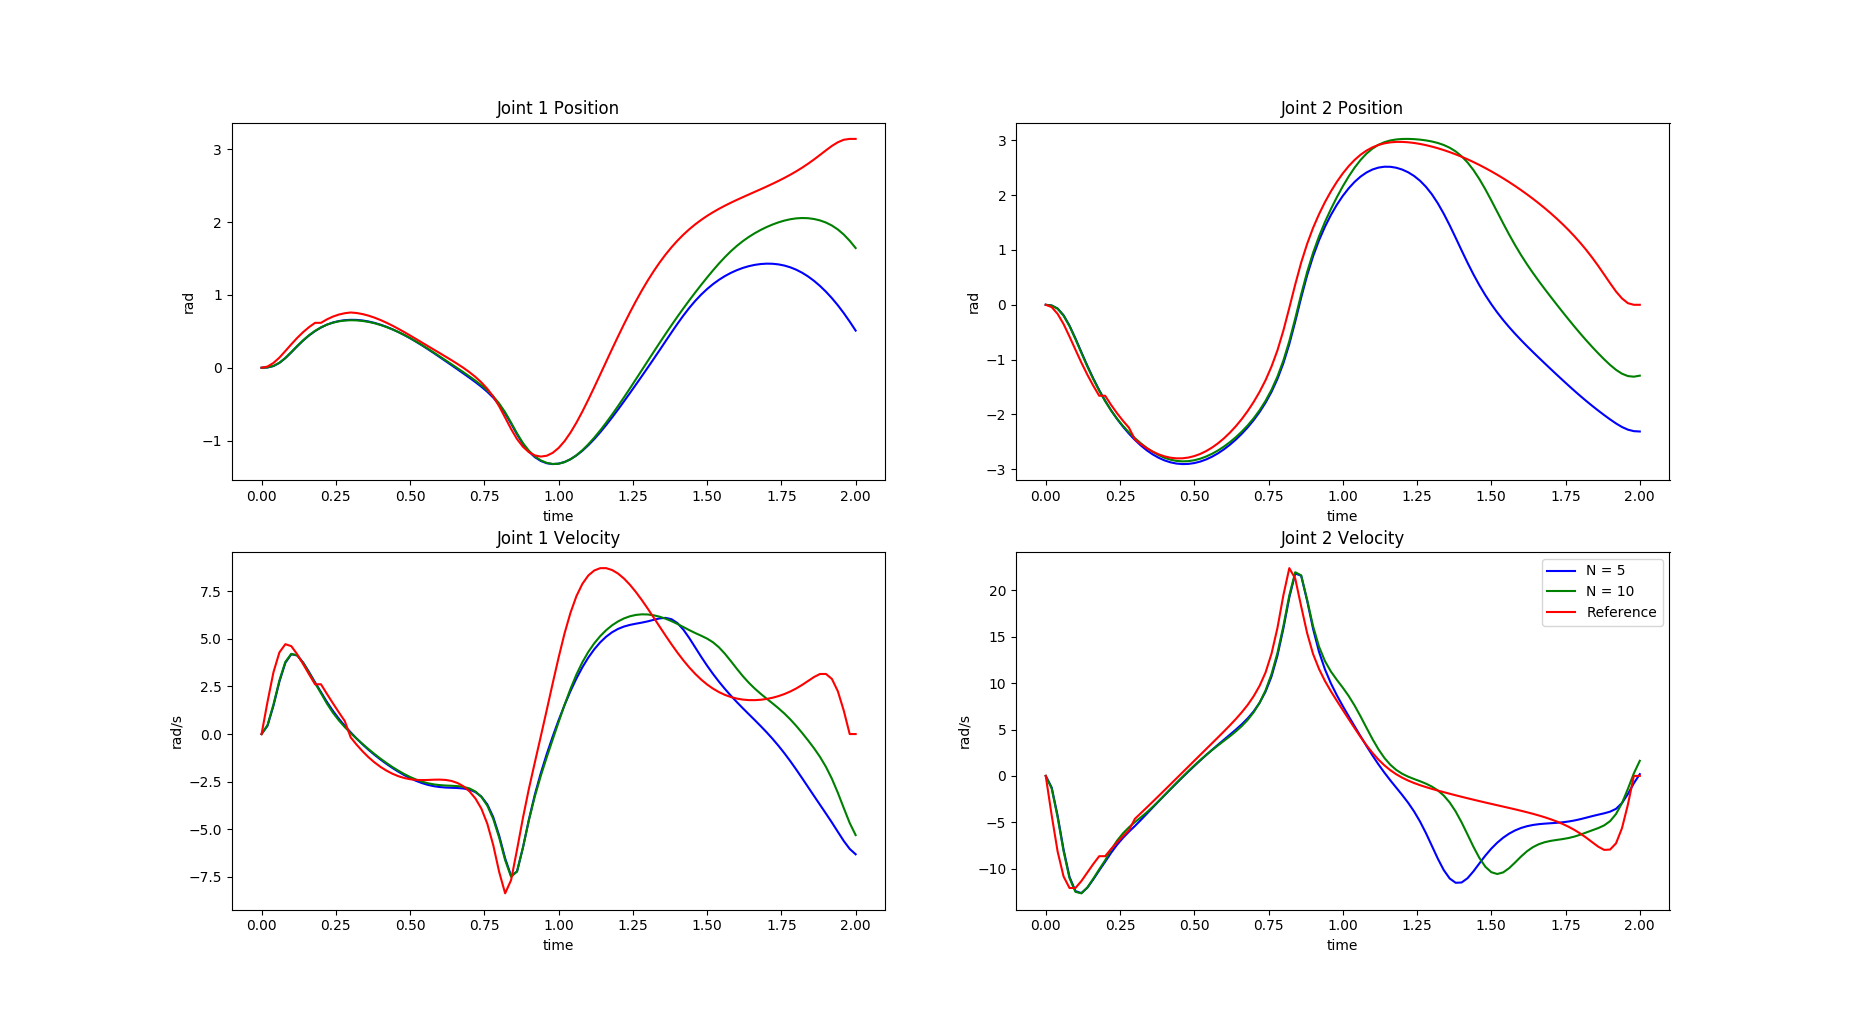 Joint 1 Position
3
2
1
0
−1
rad
0.00 0.25 0.50 0.75 1.00 1.25 1.50 1.75 2.00
time
Joint 2 Position
3
2
1
0
−1
−2
−3
rad
0.00 0.25 0.50 0.75 1.00 1.25 1.50 1.75 2.00
time
Joint 1 Velocity
7.5
5.0
2.5
0.0
−2.5
−5.0
−7.5
rad/s
0.00 0.25 0.50 0.75 1.00 1.25 1.50 1.75 2.00
time
Joint 2 Velocity
N = 5
N = 10
Reference
20
15
10
5
0
−5
−10
rad/s
0.00 0.25 0.50 0.75 1.00 1.25 1.50 1.75 2.00
time